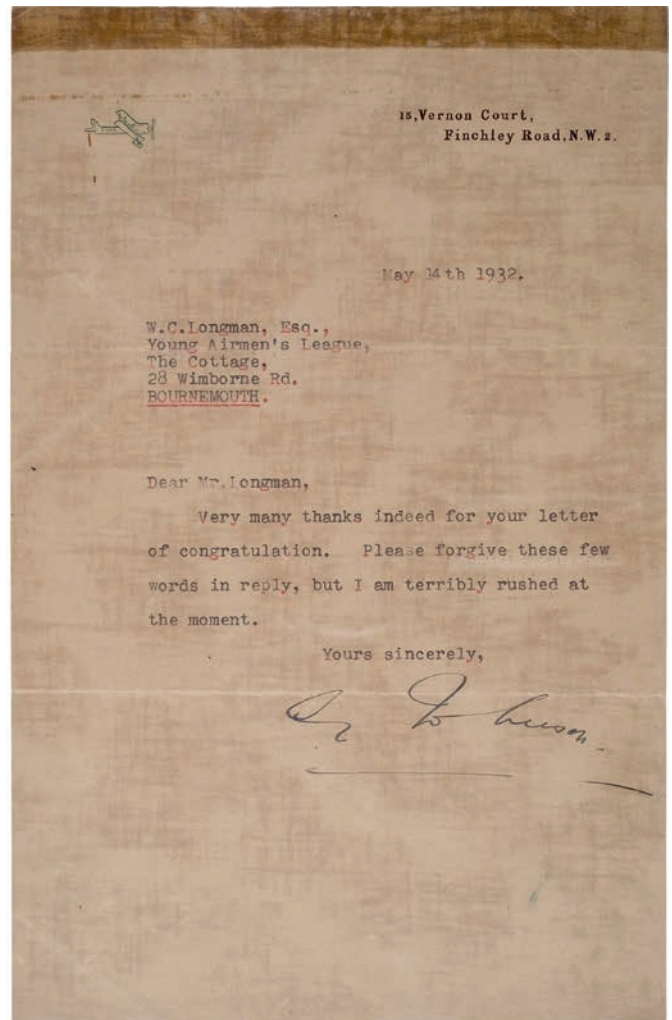 15,Vernon Court,
Finchley Road,N.W.2.
May 14th 1932.
W.C.Longman, Esq.,
Young Airmen's League,
The Cottage,
28 Wimborne Rd.
BOURNEMOUTH.
Dear Mr.Longman,
Very many thanks indeed for your letter
of congratulation. Please forgive these few
words in reply, but I am terribly rushed at
the moment.
Yours sincerely,
Johnson.